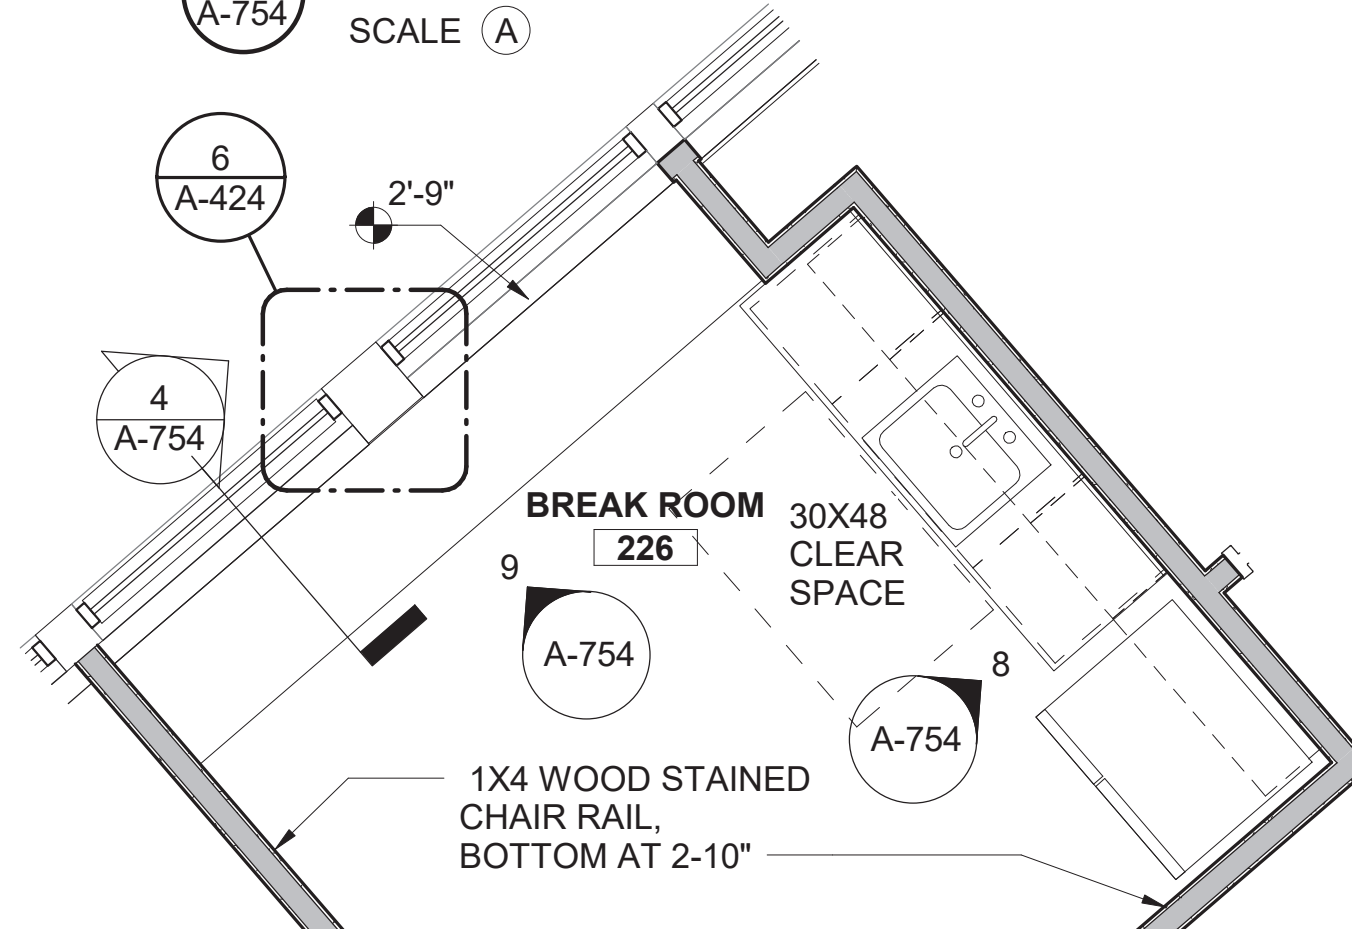 A-754
SCALE A
6
A-424
2'-9"
4
A-754
BREAK ROOM
226
30X48
CLEAR
SPACE
9
A-754
8
A-754
1X4 WOOD STAINED
CHAIR RAIL,
BOTTOM AT 2-10"